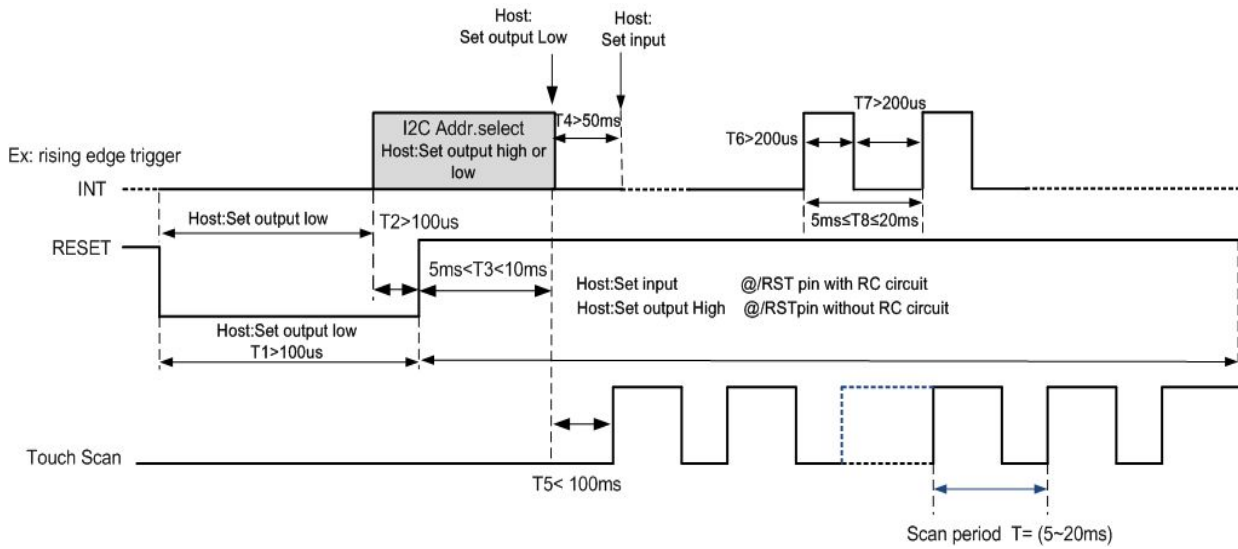 Host:
Set output Low
Host:
Set input
I2C Addr.select
Host:Set output high or
low
T4>50ms
T7>200us
T6>200us
Ex: rising edge trigger
INT
5ms≤T8≤20ms
Host:Set output low
T2>100us
RESET
5ms<T3<10ms
Host:Set input @/RST pin with RC circuit
Host:Set output High @/RSTpin without RC circuit
Host:Set output low
T1>100us
Touch Scan
T5< 100ms
Scan period T= (5~20ms)